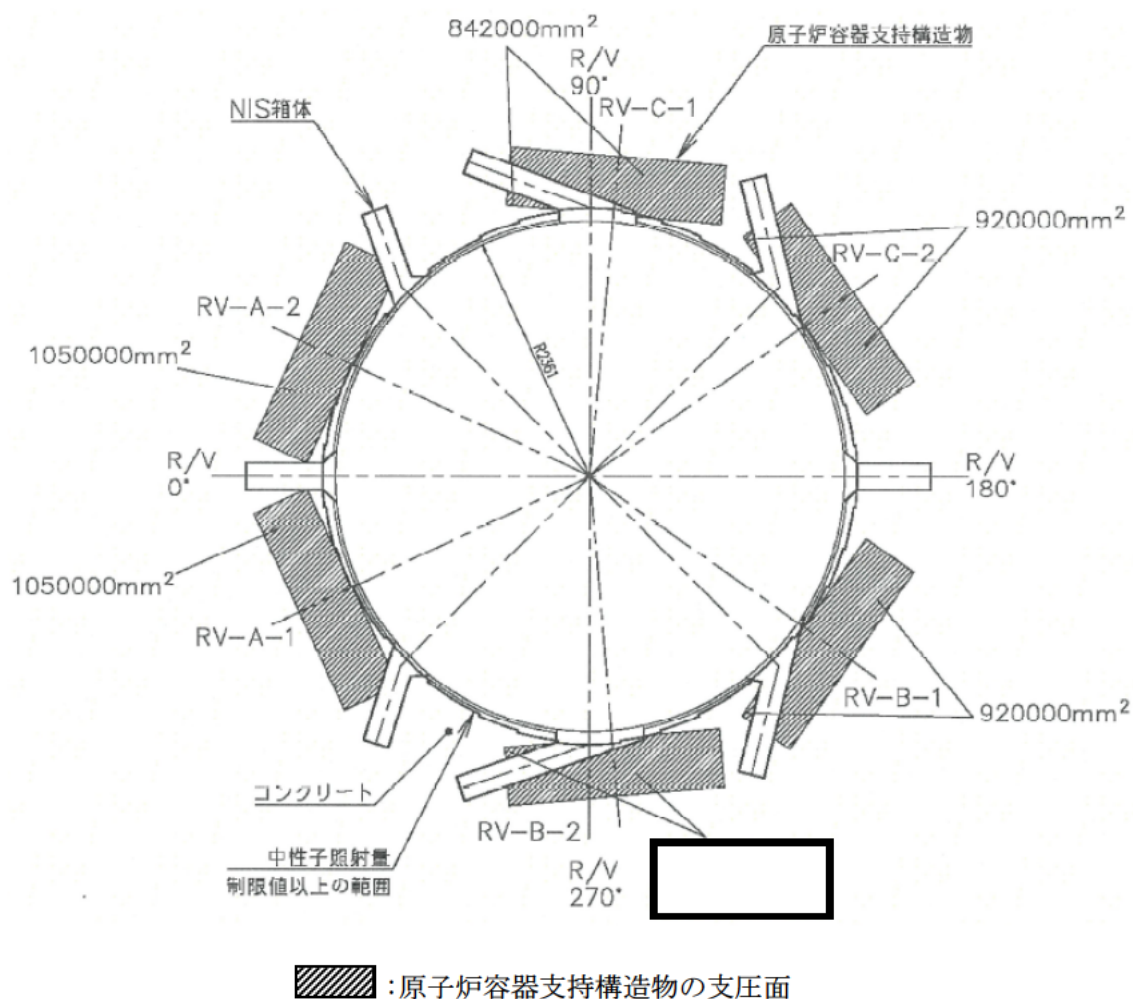 842000mm²
原子炉容器支持構造物
R/V
90°
RV-C-1
NIS箱体
920000mm²
RV-C-2
RV-A-2
R2361
1050000mm²
R/V
0°
R/V
180°
1050000mm²
RV-A-1
RV-B-1
920000mm²
コンクリート
RV-B-2
中性子照射量
制限値以上の範囲
R/V
270°
:原子炉容器支持構造物の支圧面